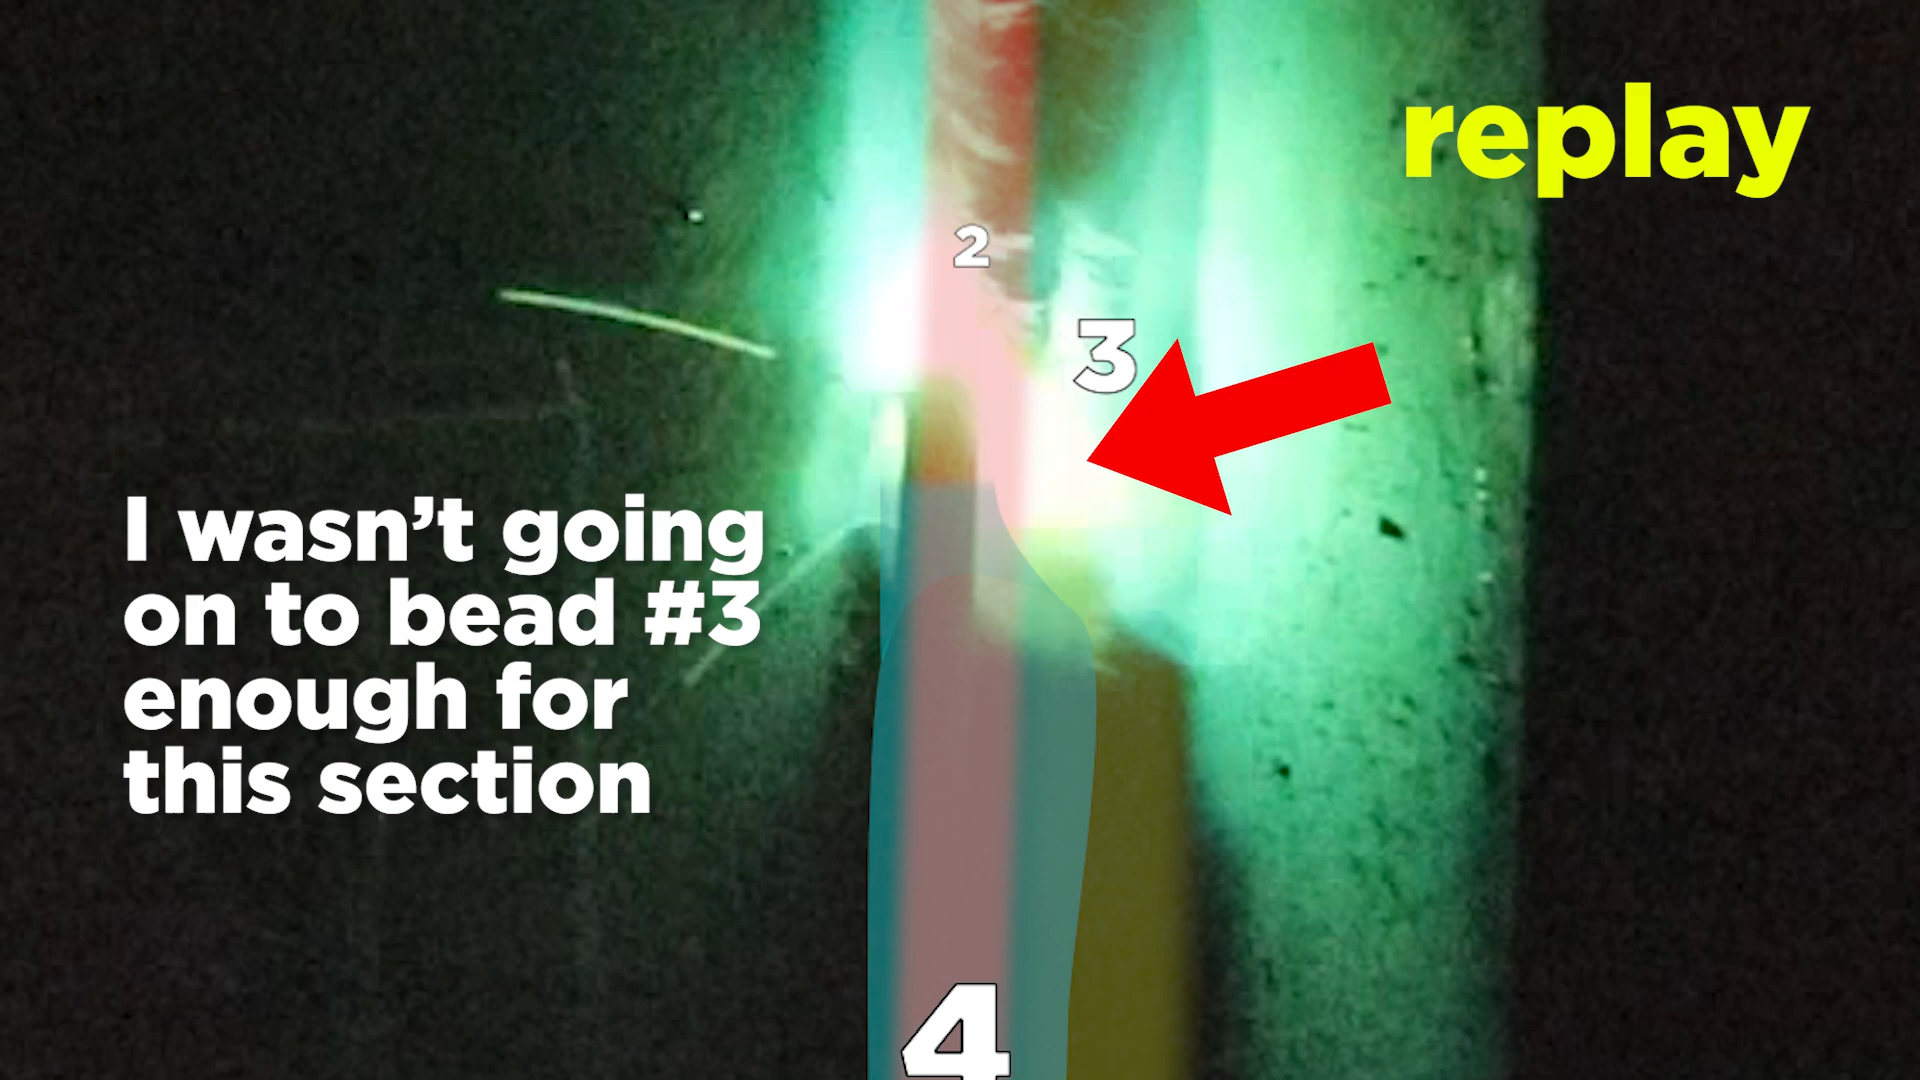 replay
2
3
I wasn't going
on to bead #3
enough for
this section
4